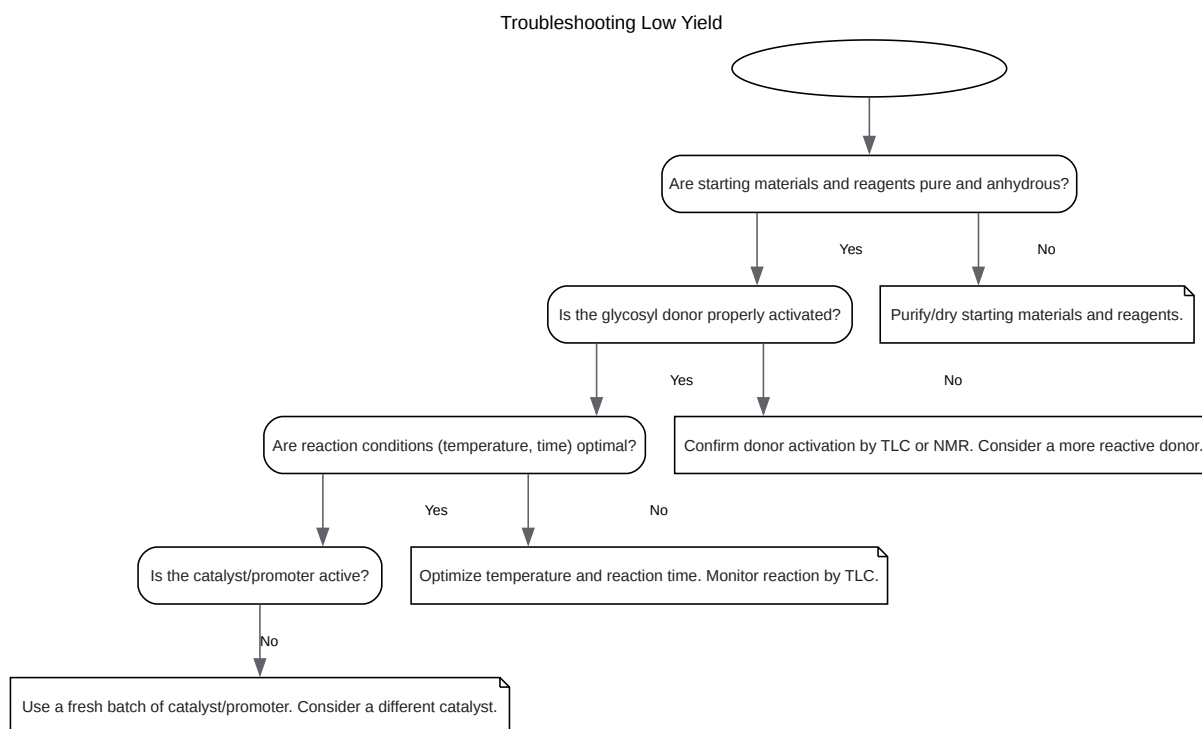 Troubleshooting Low Yield
Are starting materials and reagents pure and anhydrous?
Yes
No
Is the glycosyl donor properly activated?
Purify/dry starting materials and reagents.
Yes
No
Are reaction conditions (temperature, time) optimal?
Confirm donor activation by TLC or NMR. Consider a more reactive donor.
Yes
No
Is the catalyst/promoter active?
Optimize temperature and reaction time. Monitor reaction by TLC.
No
Use a fresh batch of catalyst/promoter. Consider a different catalyst.